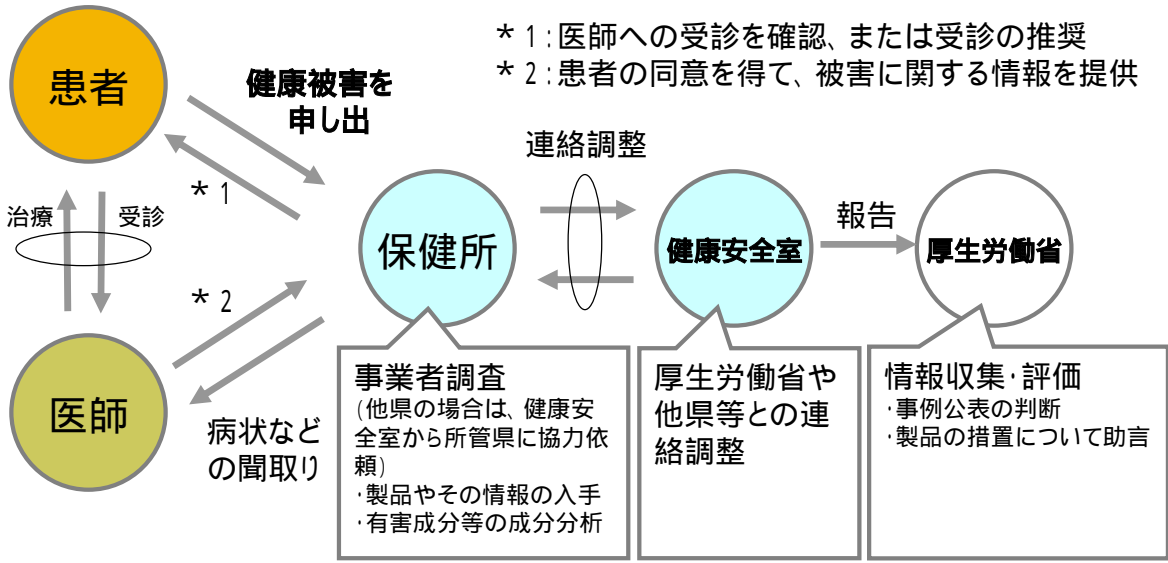 ＊1：医師への受診を確認、または受診の推奨
＊2：患者の同意を得て、被害に関する情報を提供
患者
健康被害を
申し出
連絡調整
＊1
治療
受診
保健所
健康安全室
報告
厚生労働省
＊2
医師
病状など
の聞取り
事業者調査
(他県の場合は、健康安
全室から所管県に協力依
頼)
・製品やその情報の入手
・有害成分等の成分分析
厚生労働省や
他県等との連
絡調整
情報収集・評価
・事例公表の判断
・製品の措置について助言